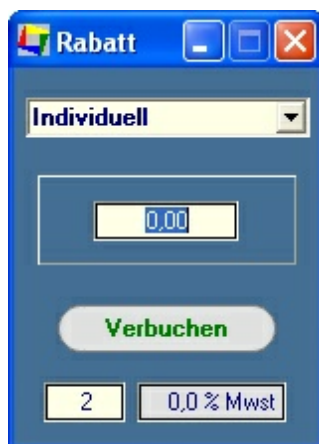 Rabatt
Individuell
0,00
Verbuchen
2 0,0 % Mwst